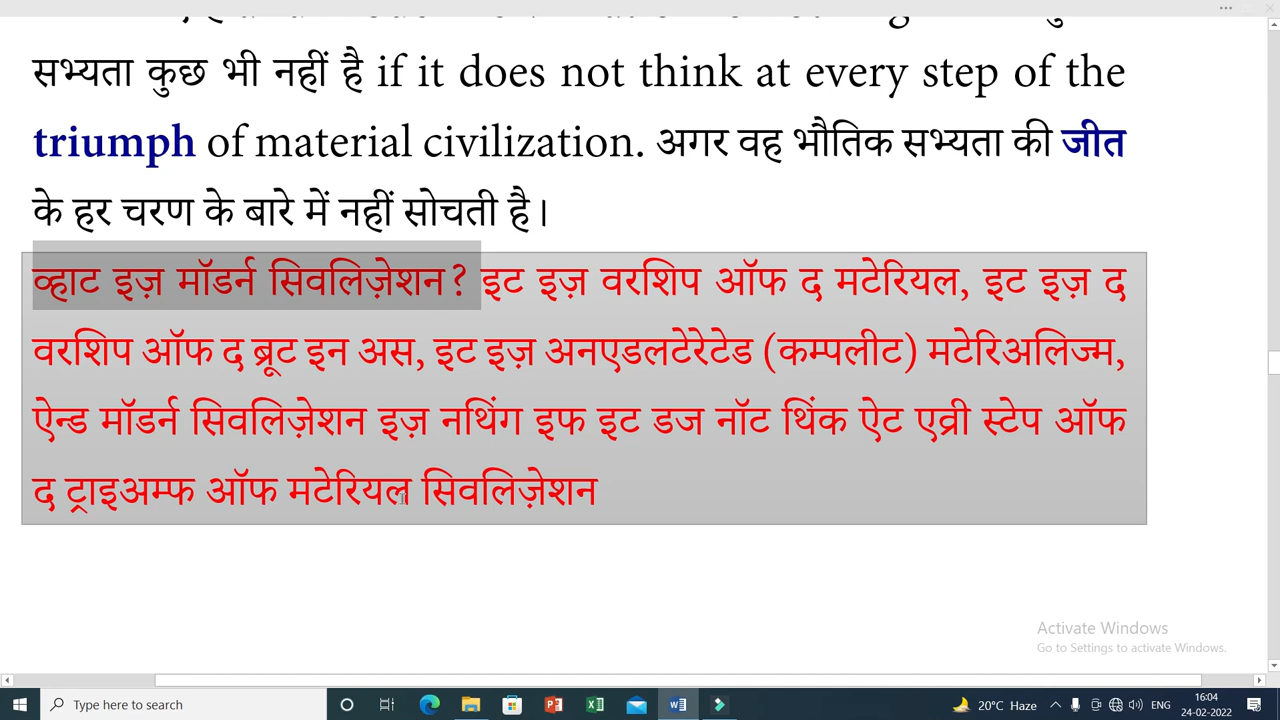 सभ्यता कुछ भी नहीं है if it does not think at every step of the
triumph of material civilization. अगर वह भौतिक सभ्यता की जीत
के हर चरण के बारे में नहीं सोचती है।
व्हाट इज़ मॉडर्न सिवलिज़ेशन? इट इज़ वरशिप ऑफ द मटेरियल, इट इज़ द
वरशिप ऑफ द ब्रूट इन अस, इट इज़ अनएडलटेरेटेड (कम्पलीट) मटेरिअलिज्म,
ऐन्ड मॉडर्न सिवलिज़ेशन इज़ नथिंग इफ इट डज नॉट थिंक ऐट एव्री स्टेप ऑफ
द ट्राइअम्फ ऑफ मटेरियल सिवलिज़ेशन
Activate Windows
Go to Settings to activate Windows.
Type here to search
20°C Haze
ENG
16:04
24-02-2022